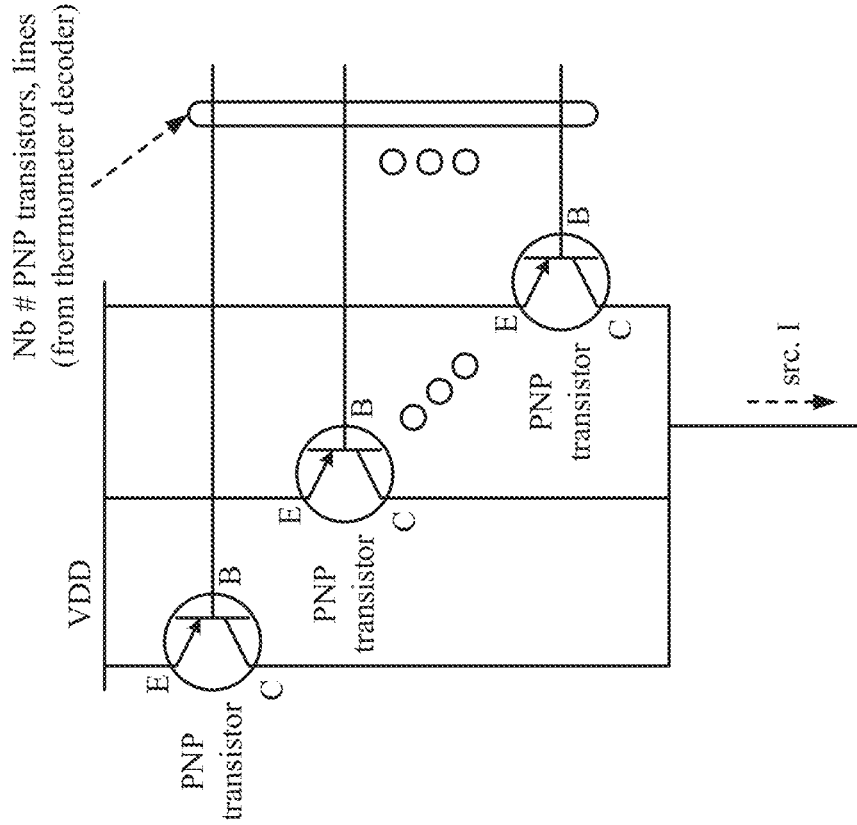 Nb # PNP transistors, lines
(from thermometer decoder)
VDD
E
B
C
PNP
transistor
E
B
C
PNP
transistor
E
B
C
PNP
transistor
src. I